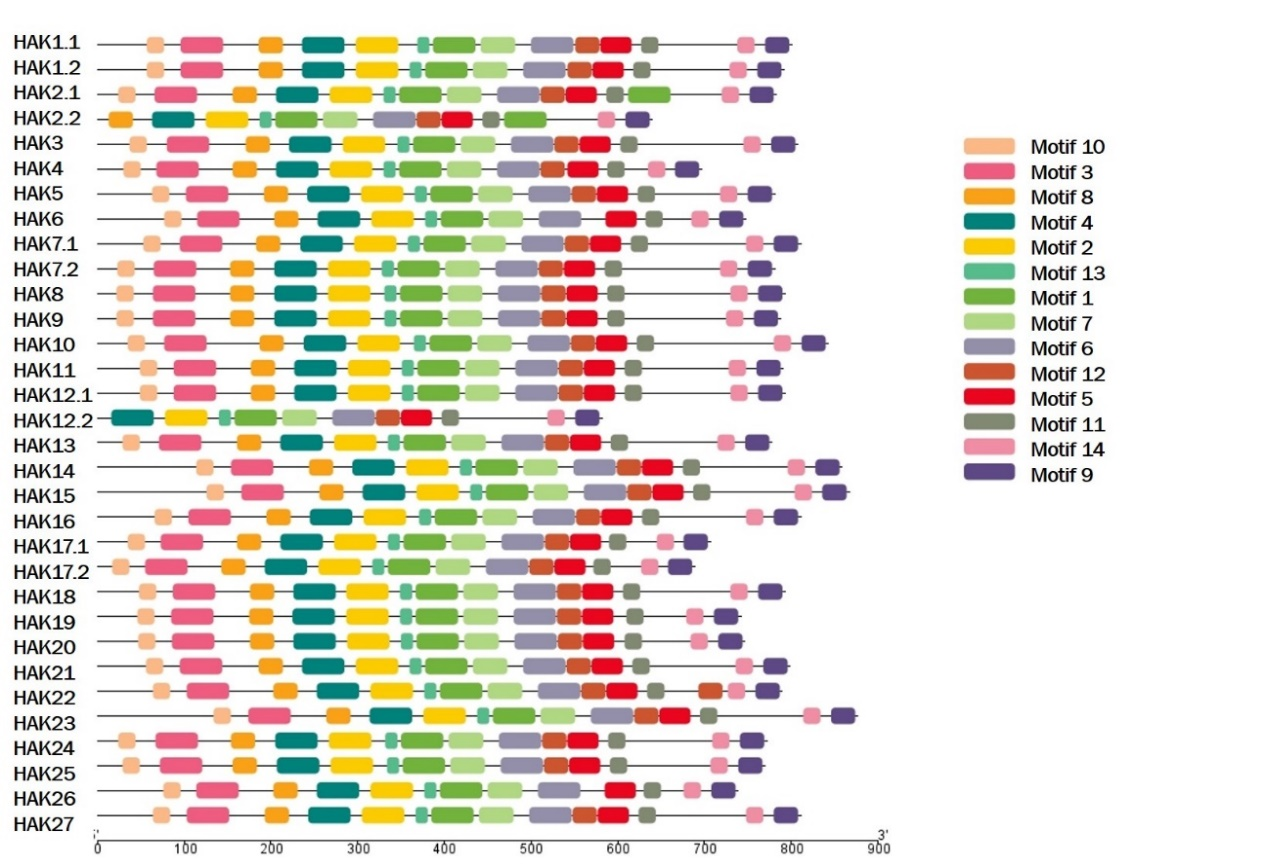 HAK1.1
HAK1.2
HAK2.1
HAK2.2
HAK3
HAK4
HAK5
HAK6
HAK7.1
HAK7.2
HAK8
HAK9
HAK10
HAK11
HAK12.1
HAK12.2
HAK13
HAK14
HAK15
HAK16
HAK17.1
HAK17.2
HAK18
HAK19
HAK20
HAK21
HAK22
HAK23
HAK24
HAK25
HAK26
HAK27
5' 3'
0 100 200 300 400 500 600 700 800 900
Motif 10
Motif 3
Motif 8
Motif 4
Motif 2
Motif 13
Motif 1
Motif 7
Motif 6
Motif 12
Motif 5
Motif 11
Motif 14
Motif 9